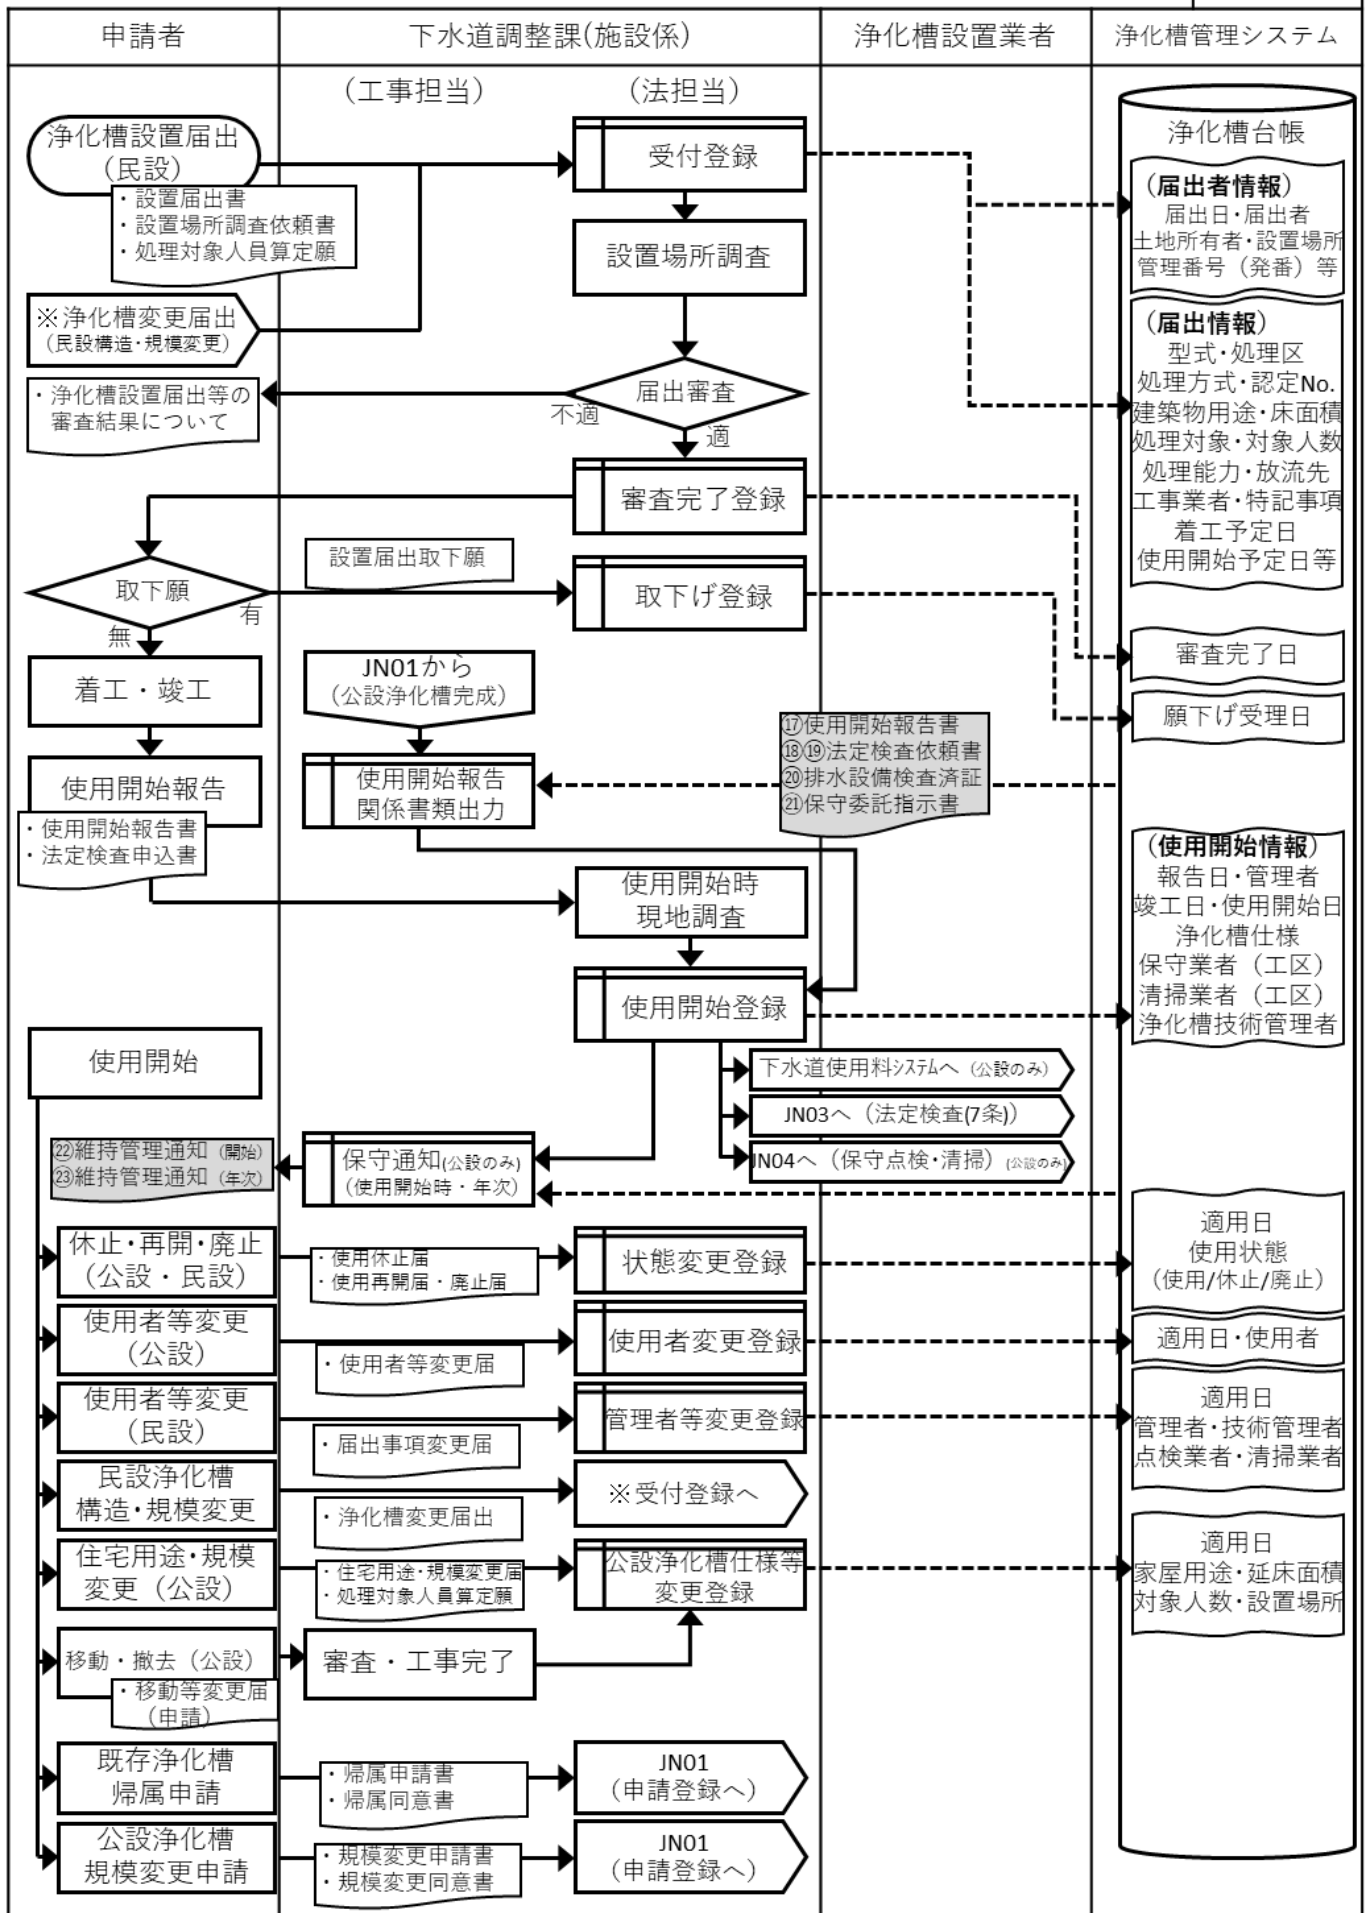 申請者
下水道調整課(施設係)
浄化槽設置業者
浄化槽管理システム
(工事担当)
(法担当)
浄化槽台帳
浄化槽設置届出
(民設)
・設置届出書
・設置場所調査依頼書
・処理対象人員算定願
受付登録
設置場所調査
(届出者情報)
届出日・届出者
土地所有者・設置場所
管理番号（発番）等
※浄化槽変更届出
(民設構造・規模変更)
・浄化槽設置届出等の
審査結果について
届出審査
不適
適
(届出情報)
型式・処理区
処理方式・認定No.
建築物用途・床面積
処理対象・対象人数
処理能力・放流先
工事業者・特記事項
着工予定日
使用開始予定日等
審査完了登録
設置届出取下願
取下願
有
無
取下げ登録
審査完了日
願下げ受理日
着工・竣工
JN01から
(公設浄化槽完成)
⑰使用開始報告書
⑱⑲法定検査依頼書
⑳排水設備検査済証
㉑保守委託指示書
使用開始報告
・使用開始報告書
・法定検査申込書
使用開始報告
関係書類出力
使用開始時
現地調査
使用開始登録
(使用開始情報)
報告日・管理者
竣工日・使用開始日
浄化槽仕様
保守業者（工区）
清掃業者（工区）
浄化槽技術管理者
使用開始
下水道使用料ｼｽﾃﾑへ（公設のみ）
JN03へ（法定検査(7条)）
JN04へ（保守点検・清掃）(公設のみ)
㉒維持管理通知（開始）
㉓維持管理通知（年次）
保守通知(公設のみ)
(使用開始時・年次)
休止・再開・廃止
(公設・民設)
・使用休止届
・使用再開届・廃止届
状態変更登録
適用日
使用状態
(使用/休止/廃止)
使用者等変更
(公設)
・使用者等変更届
使用者変更登録
適用日・使用者
使用者等変更
(民設)
・届出事項変更届
管理者等変更登録
適用日
管理者・技術管理者
点検業者・清掃業者
民設浄化槽
構造・規模変更
・浄化槽変更届出
※受付登録へ
住宅用途・規模
変更（公設）
・住宅用途・規模変更届
・処理対象人員算定願
公設浄化槽仕様等
変更登録
適用日
家屋用途・延床面積
対象人数・設置場所
移動・撤去（公設）
・移動等変更届
(申請)
審査・工事完了
既存浄化槽
帰属申請
・帰属申請書
・帰属同意書
JN01
(申請登録へ)
公設浄化槽
規模変更申請
・規模変更申請書
・規模変更同意書
JN01
(申請登録へ)